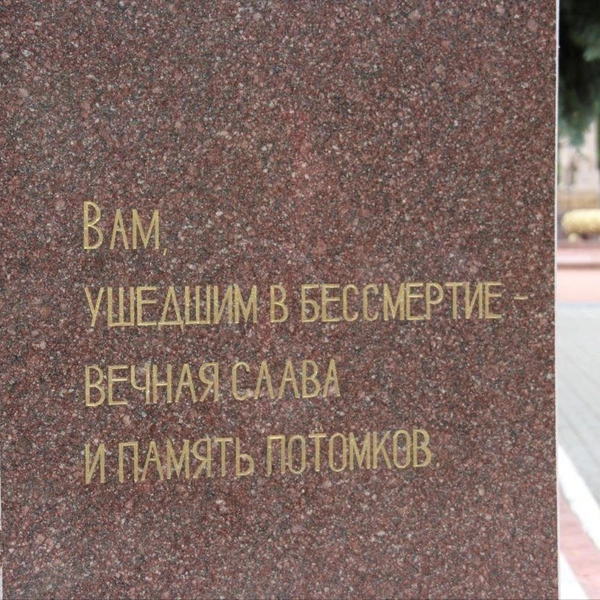 Вам,
УШЕДШИМ В БЕССМЕРТИЕ -
ВЕЧНАЯ СЛАВА
И ПАМЯТЬ ПОТОМКОВ